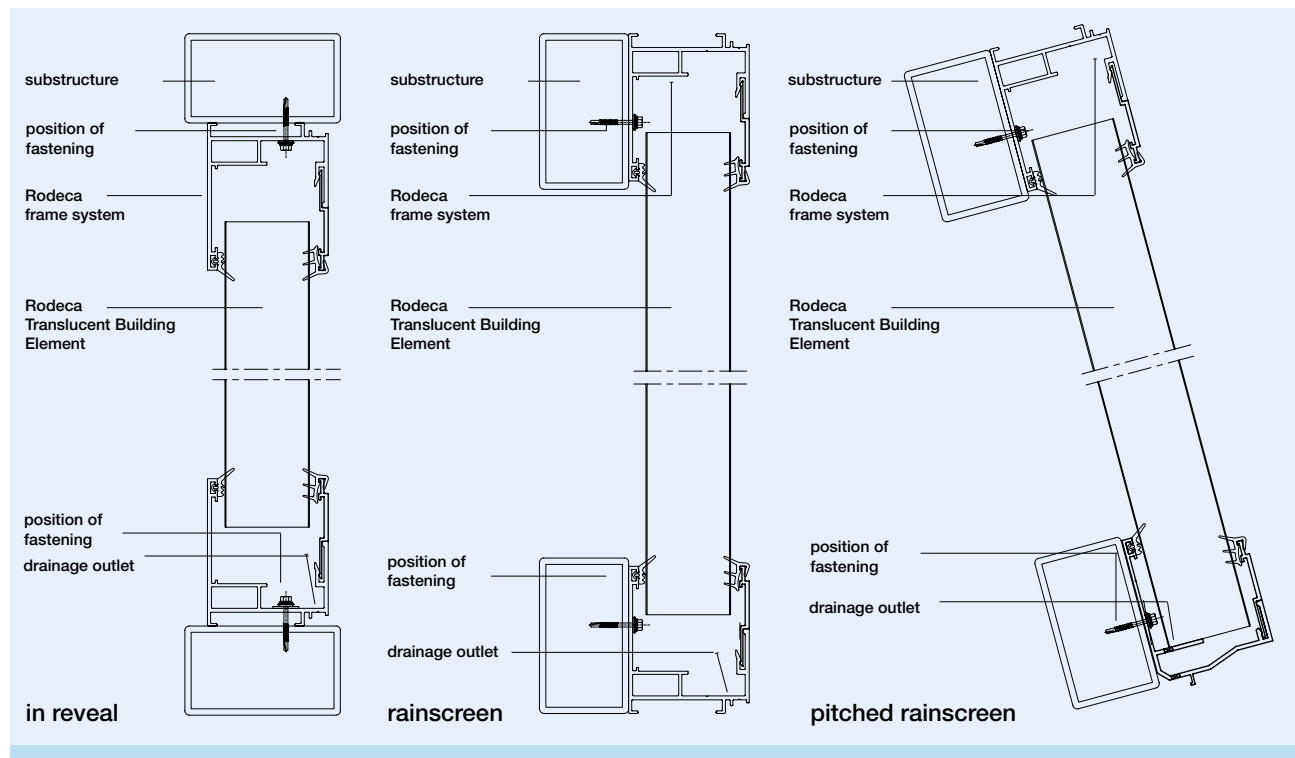 substructure
position of
fastening
Rodeca
frame system
Rodeca
Translucent Building
Element
position of
fastening
drainage outlet
in reveal
substructure
position of
fastening
Rodeca
frame system
Rodeca
Translucent Building
Element
position of
fastening
drainage outlet
rainscreen
substructure
position of
fastening
Rodeca
frame system
Rodeca
Translucent Building
Element
position of
fastening
drainage outlet
pitched rainscreen